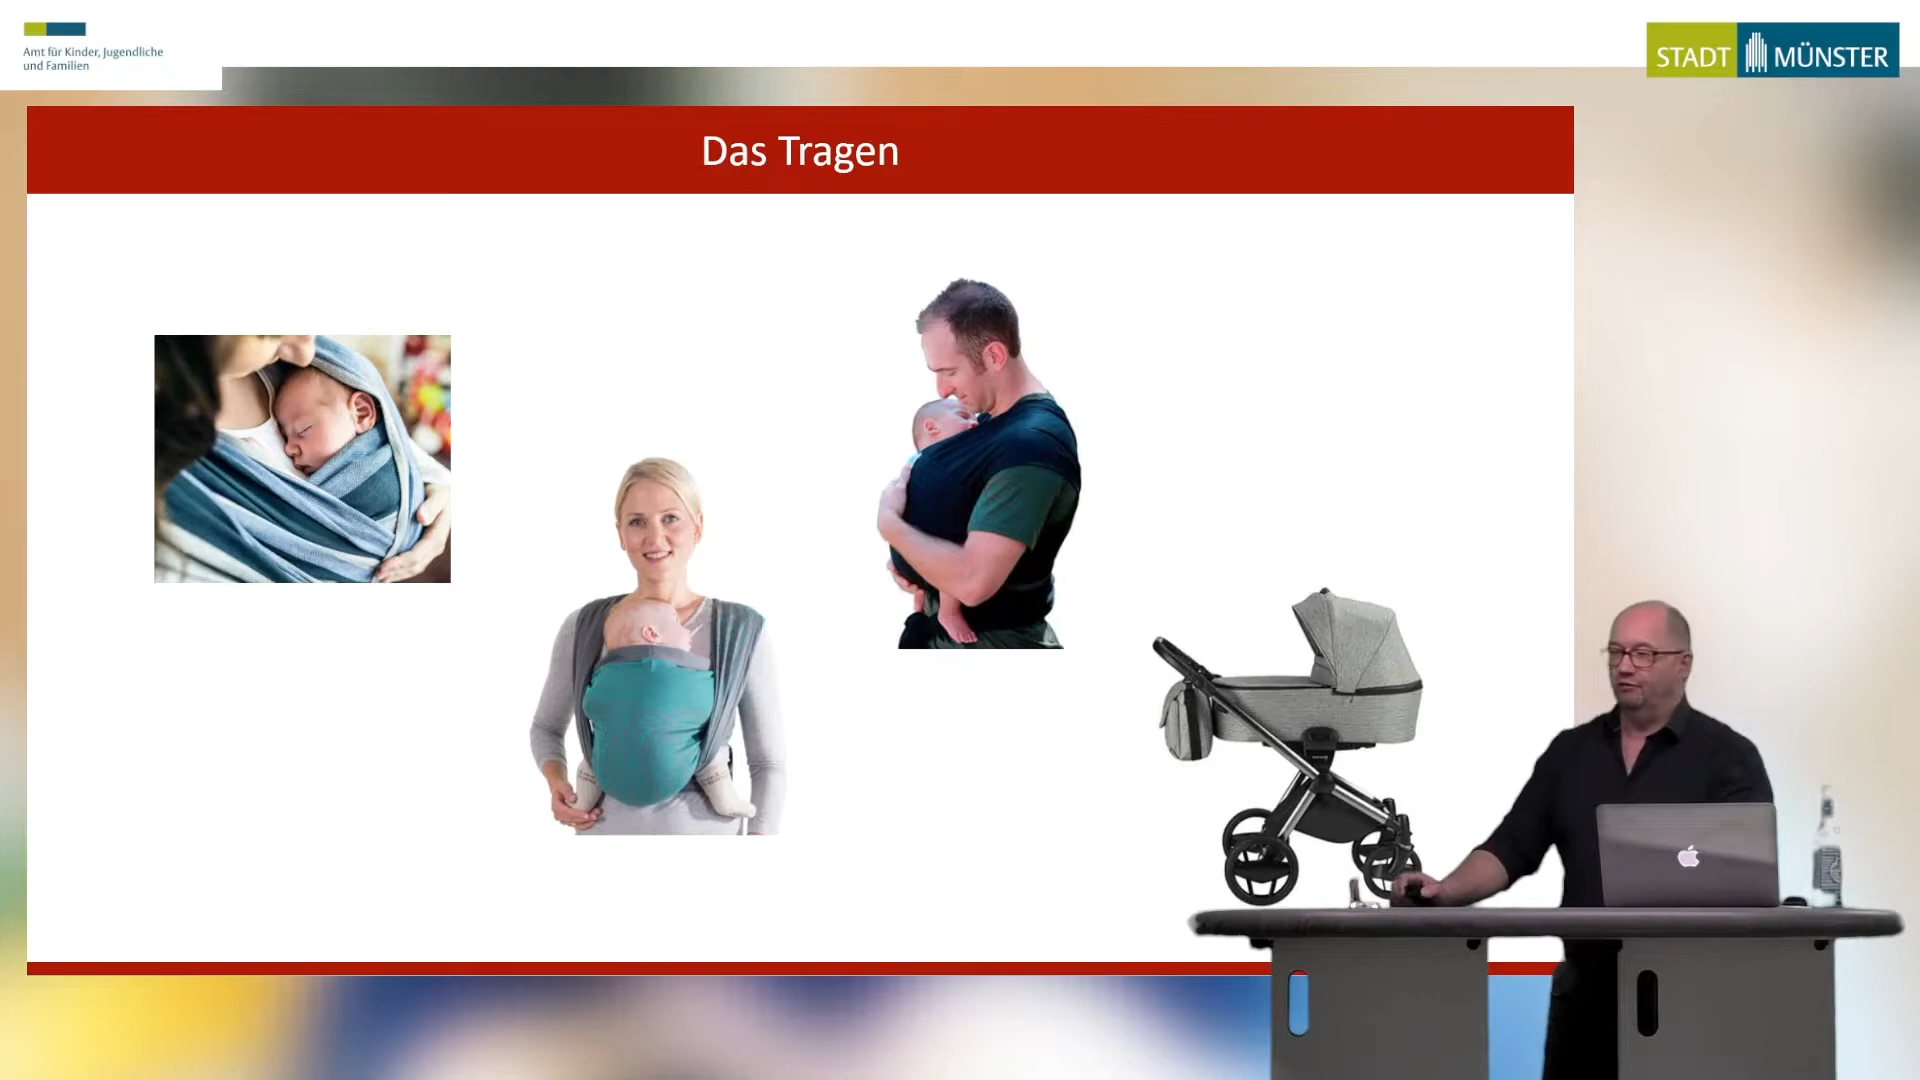 Amt für Kinder, Jugendliche
und Familien
STADT MÜNSTER
Das Tragen